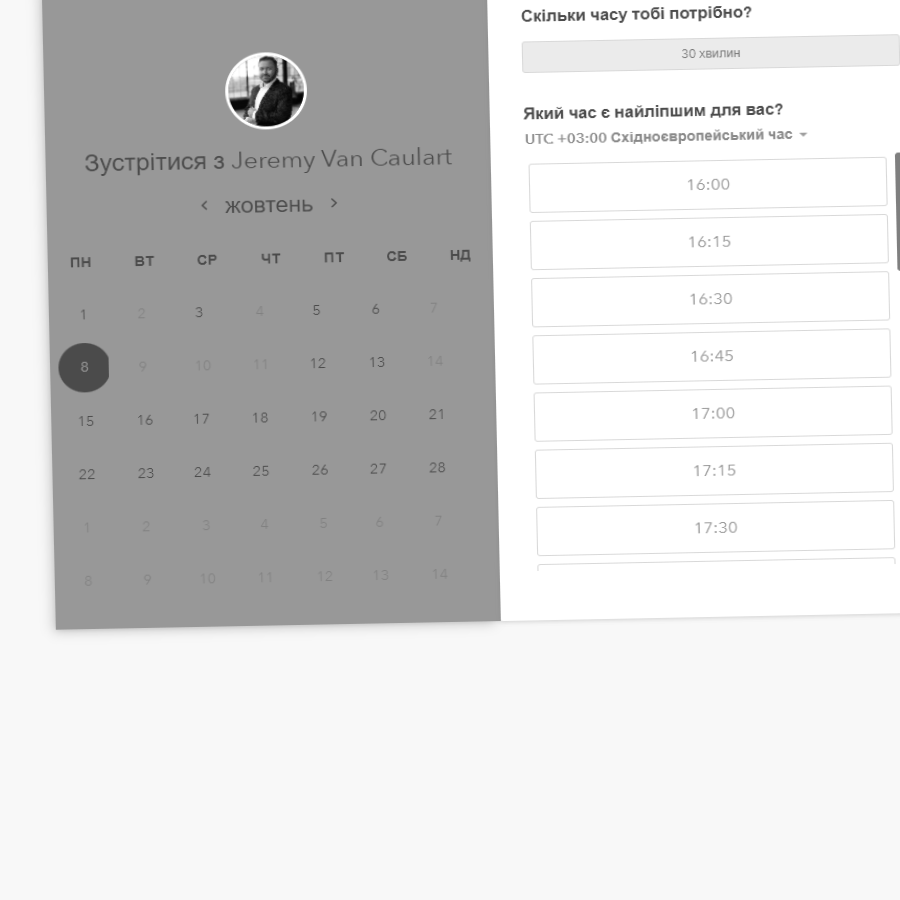 Зустрітися з Jeremy Van Caulart
жовтень
ПН ВТ СР ЧТ ПТ СБ НД
1 2 3 4 5 6 7
8 9 10 11 12 13 14
15 16 17 18 19 20 21
22 23 24 25 26 27 28
1 2 3 4 5 6 7
8 9 10 11 12 13 14
Скільки часу тобі потрібно?
30 хвилин
Який час є найліпшим для вас?
UTC +03:00 Східноєвропейський час
16:00
16:15
16:30
16:45
17:00
17:15
17:30